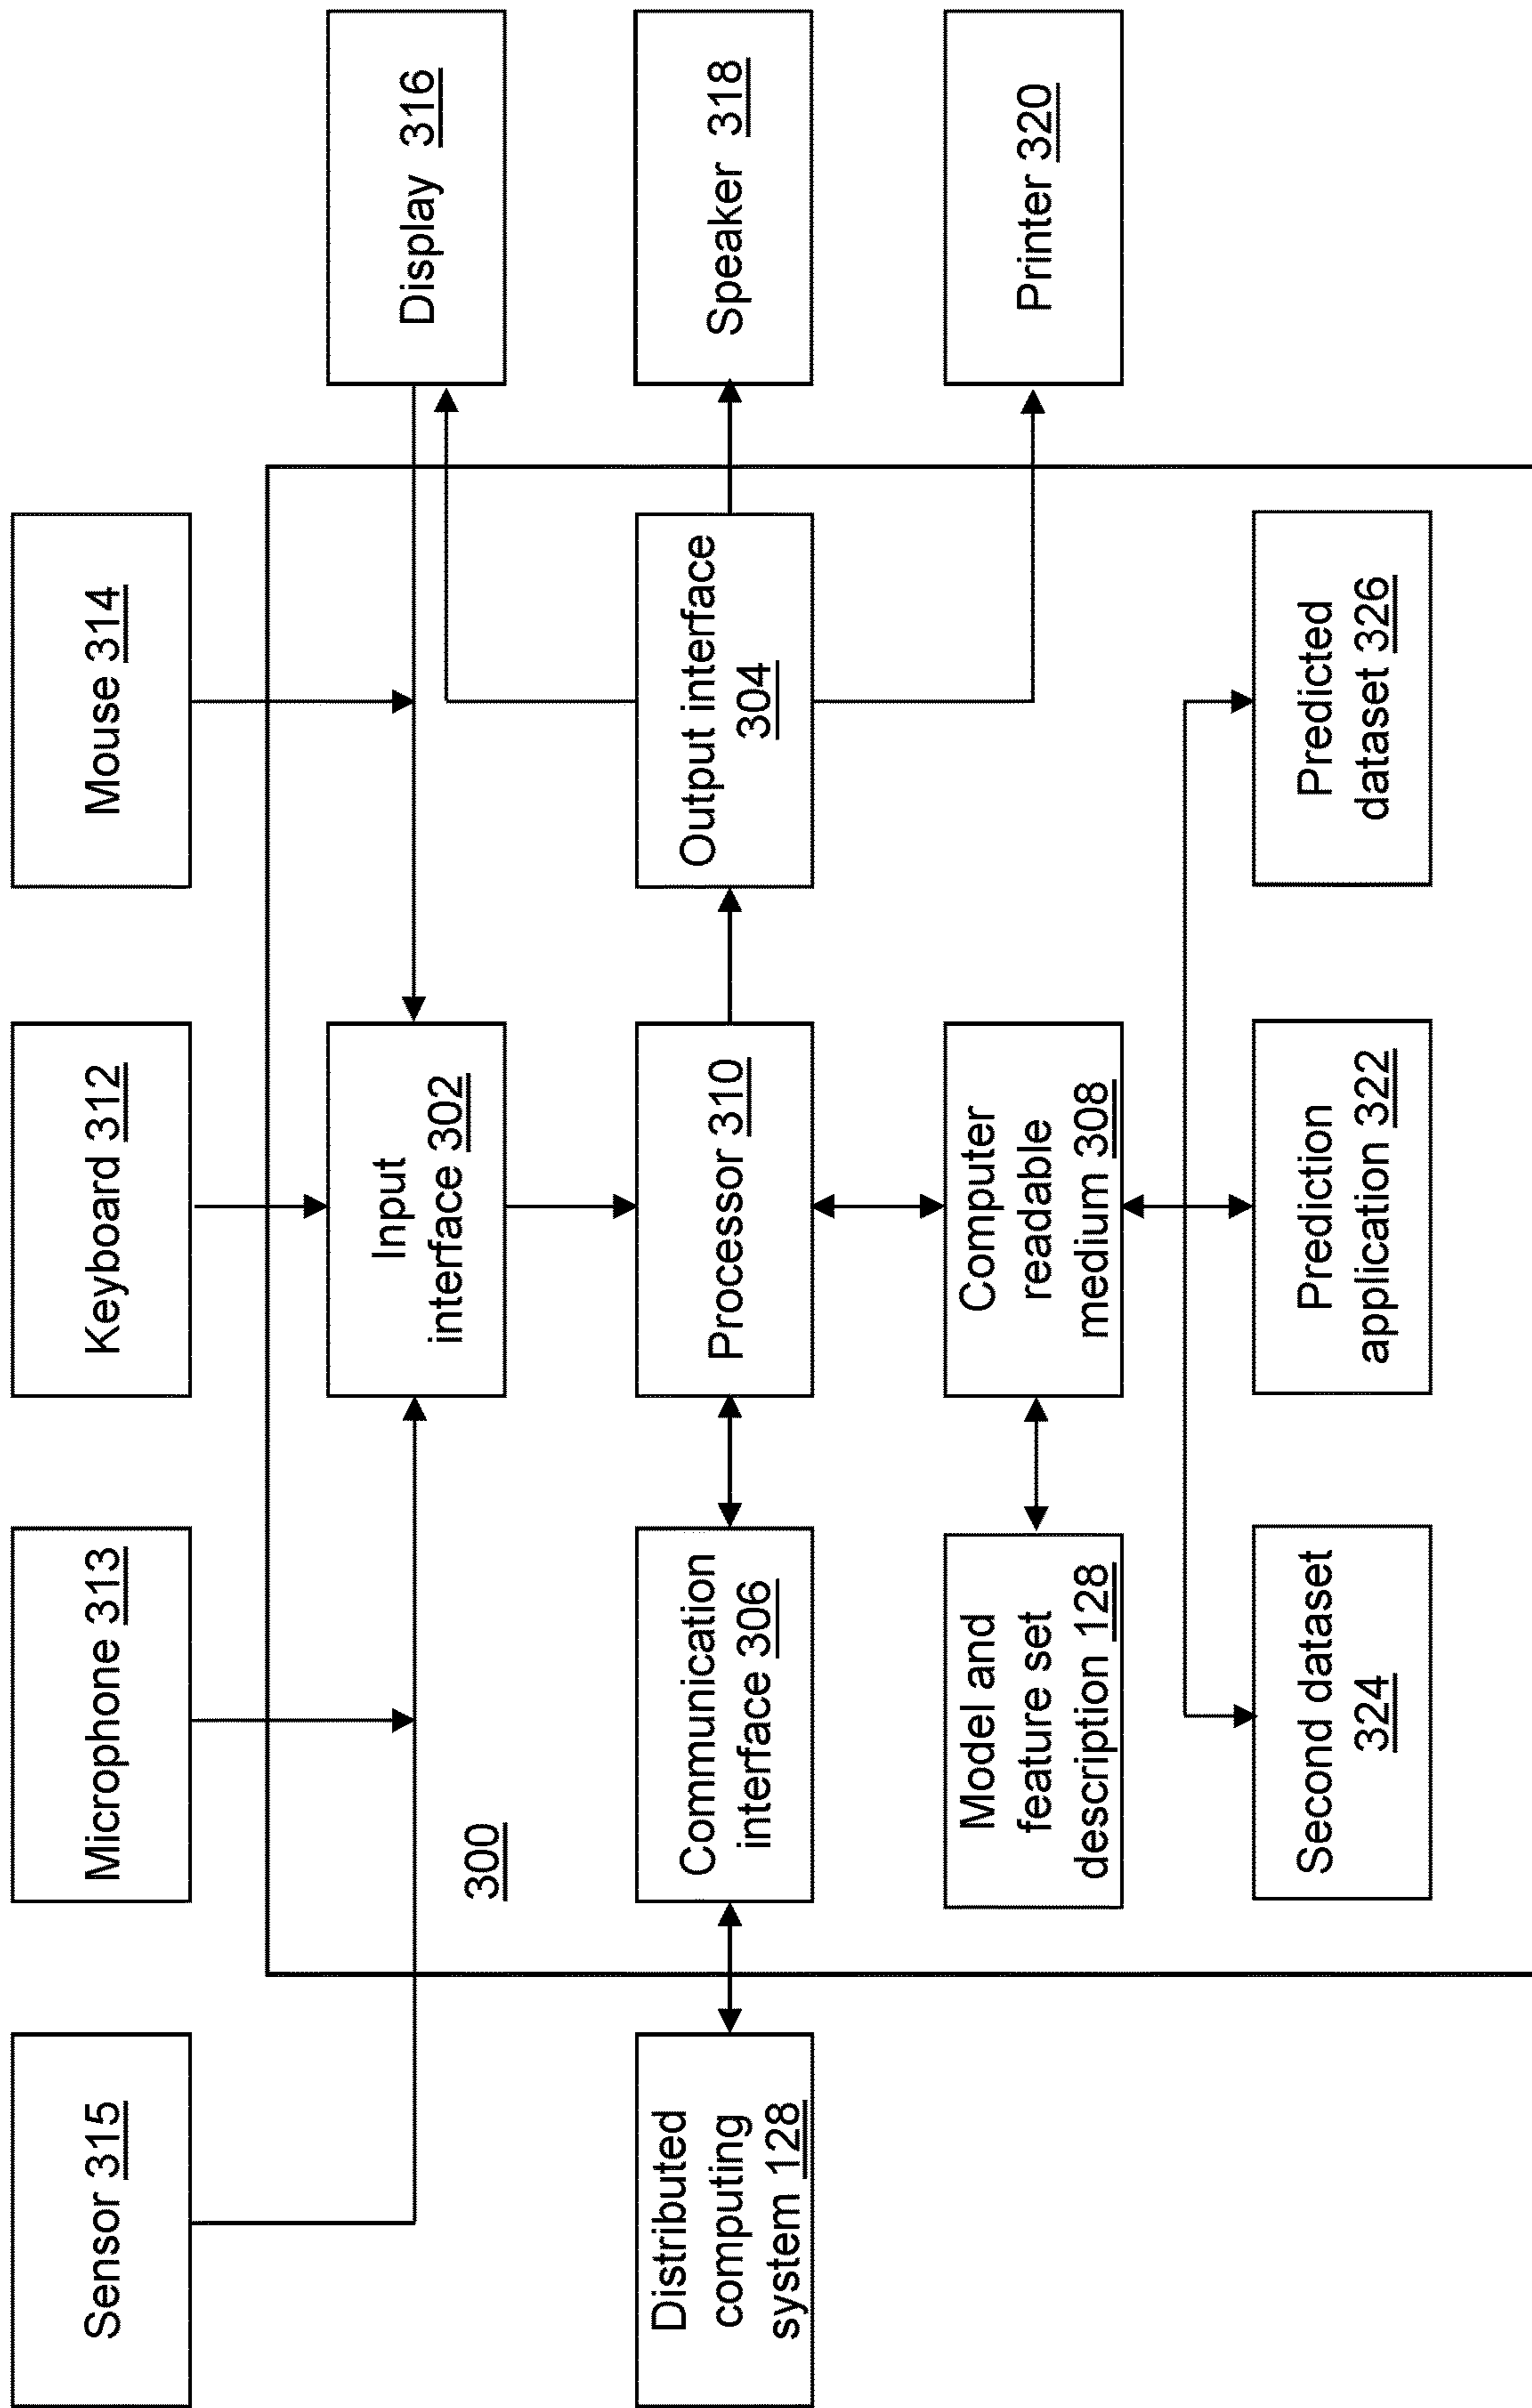 Sensor 315
Microphone 313
Keyboard 312
Mouse 314
300
Input
interface 302
Display 316
Distributed
computing
system 128
Communication
interface 306
Processor 310
Output interface
304
Speaker 318
Model and
feature set
description 128
Computer
readable
medium 308
Printer 320
Second dataset
324
Prediction
application 322
Predicted
dataset 326